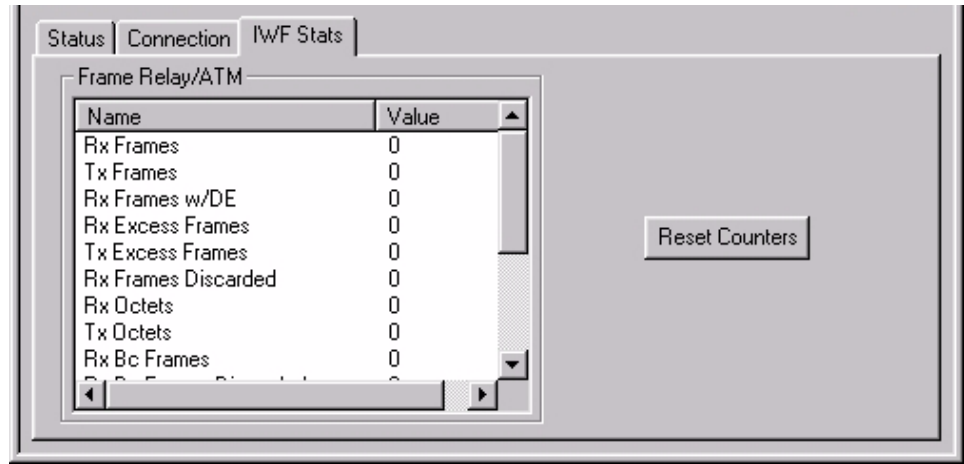 Status Connection IWF Stats
Frame Relay/ATM
Name Value
Rx Frames 0
Tx Frames 0
Rx Frames w/DE 0
Rx Excess Frames 0
Tx Excess Frames 0
Rx Frames Discarded 0
Rx Octets 0
Tx Octets 0
Rx Bc Frames 0
Reset Counters